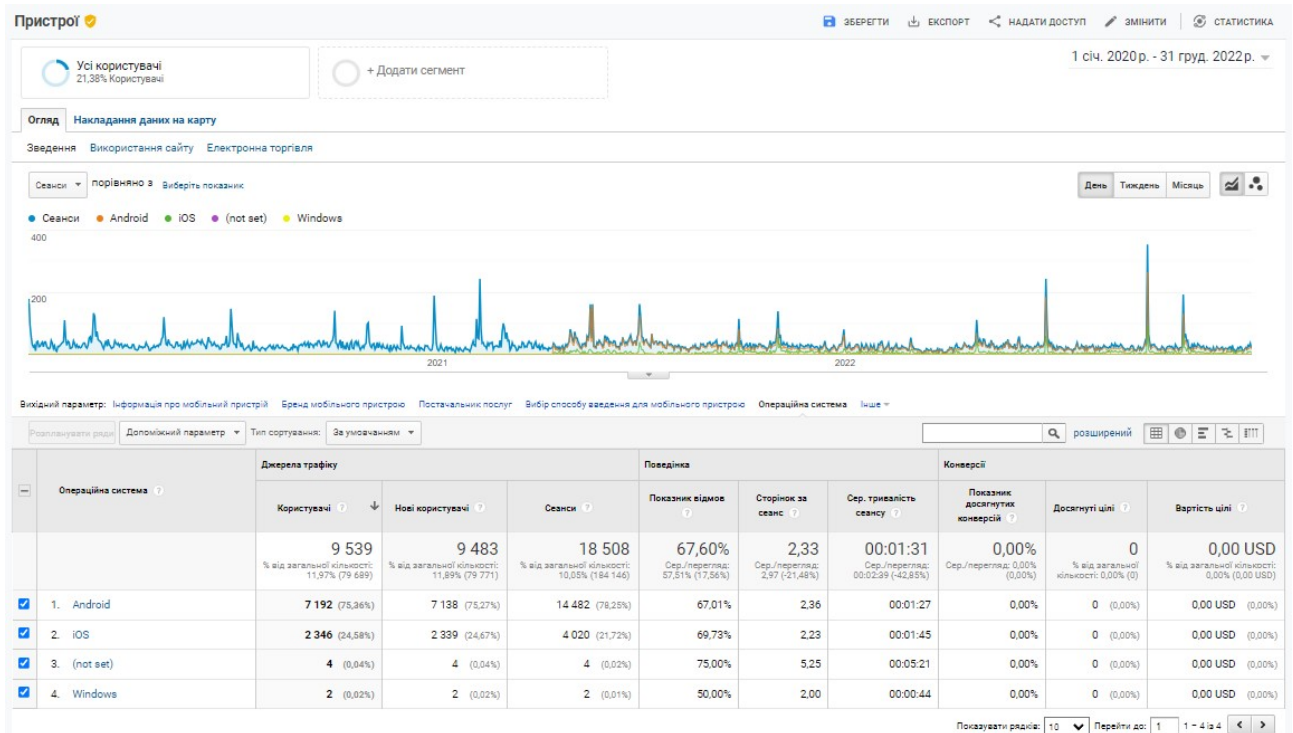 Пристрої
ЗБЕРЕГТИ ЕКСПОРТ НАДАТИ ДОСТУП ЗМІНИТИ СТАТИСТИКА
Усі користувачі
21,38% Користувачі
+ Додати сегмент
1 січ. 2020 р. - 31 груд. 2022 р.
Огляд Накладання даних на карту
Зведення Використання сайту Електронна торгівля
Сеанси порівняно з Виберіть показник
День Тиждень Місяць
Сеанси Android iOS (not set) Windows
400
200
2021 2022
Вихідний параметр: Інформація про мобільний пристрій Бренд мобільного пристрою Постачальник послуг Вибір способу введення для мобільного пристрою Операційна система Інше
Розпланувати ряди Допоміжний параметр Тип сортування: За умовчанням розширений
Операційна система
Джерела трафіку Поведінка Конверсії
Користувачі Нові користувачі Сеанси Показник відмов Сторінок за сеанс Сер. тривалість сеансу Показник досягнутих конверсій Досягнуті цілі Вартість цілі
9 539 9 483 18 508 67,60% 2,33 00:01:31 0,00% 0 0,00 USD
% від загальної кількості: 11,97% (79 689) % від загальної кількості: 11,89% (79 771) % від загальної кількості: 10,05% (184 146) Сер./перегляд: 57,51% (17,56%) Сер./перегляд: 2,97 (-21,48%) Сер./перегляд: 00:02:39 (-42,85%) Сер./перегляд: 0,00% (0,00%) % від загальної кількості: 0,00% (0) % від загальної кількості: 0,00% (0,00 USD)
1. Android 7 192 (75,36%) 7 138 (75,27%) 14 482 (78,25%) 67,01% 2,36 00:01:27 0,00% 0 (0,00%) 0,00 USD (0,00%)
2. iOS 2 346 (24,58%) 2 339 (24,67%) 4 020 (21,72%) 69,73% 2,23 00:01:45 0,00% 0 (0,00%) 0,00 USD (0,00%)
3. (not set) 4 (0,04%) 4 (0,04%) 4 (0,02%) 75,00% 5,25 00:05:21 0,00% 0 (0,00%) 0,00 USD (0,00%)
4. Windows 2 (0,02%) 2 (0,02%) 2 (0,01%) 50,00% 2,00 00:00:44 0,00% 0 (0,00%) 0,00 USD (0,00%)
Показувати рядків: 10 Перейти до: 1 1 – 4 із 4